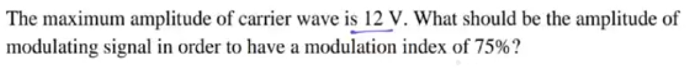 The maximum amplitude of carrier wave is 12 V. What should be the amplitude of
modulating signal in order to have a modulation index of 75%?